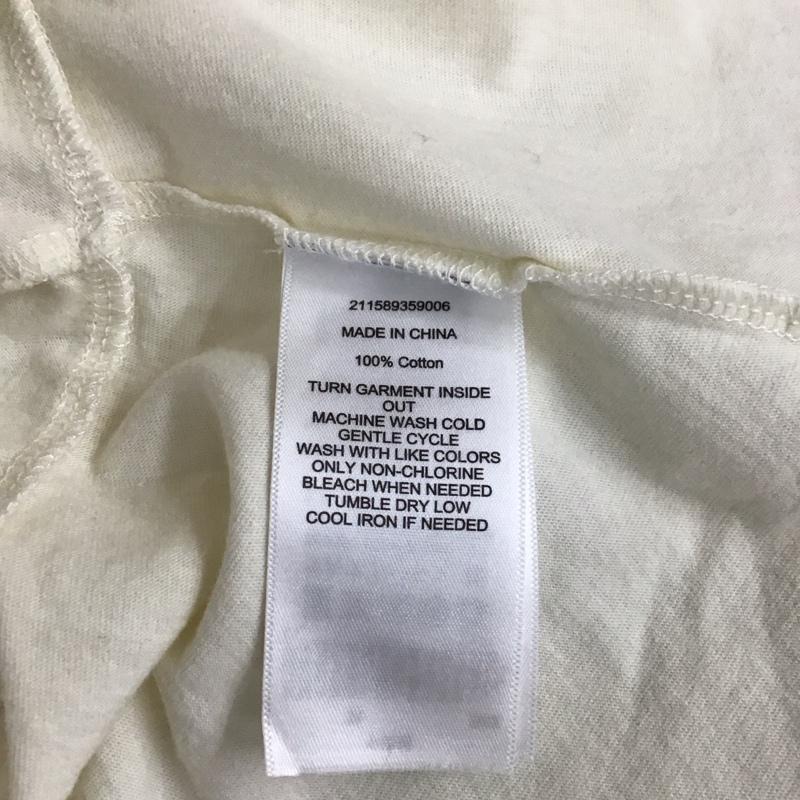 211589359006
MADE IN CHINA
100% Cotton
TURN GARMENT INSIDE
OUT
MACHINE WASH COLD
GENTLE CYCLE
WASH WITH LIKE COLORS
ONLY NON-CHLORINE
BLEACH WHEN NEEDED
TUMBLE DRY LOW
COOL IRON IF NEEDED